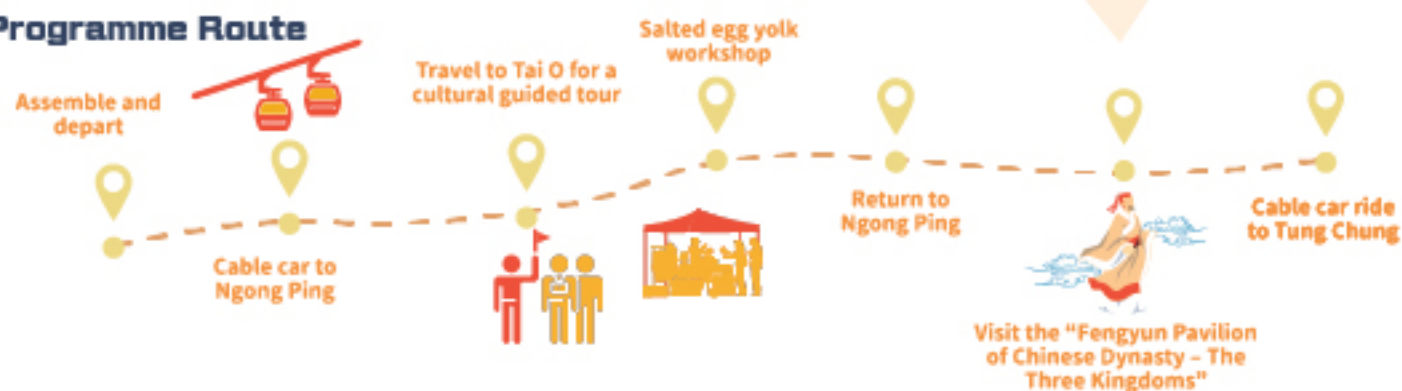 Programme Route
Assemble and
depart
Cable car to
Ngong Ping
Travel to Tai O for a
cultural guided tour
Salted egg yolk
workshop
Return to
Ngong Ping
Visit the “Fengyun Pavilion
of Chinese Dynasty – The
Three Kingdoms”
Cable car ride
to Tung Chung